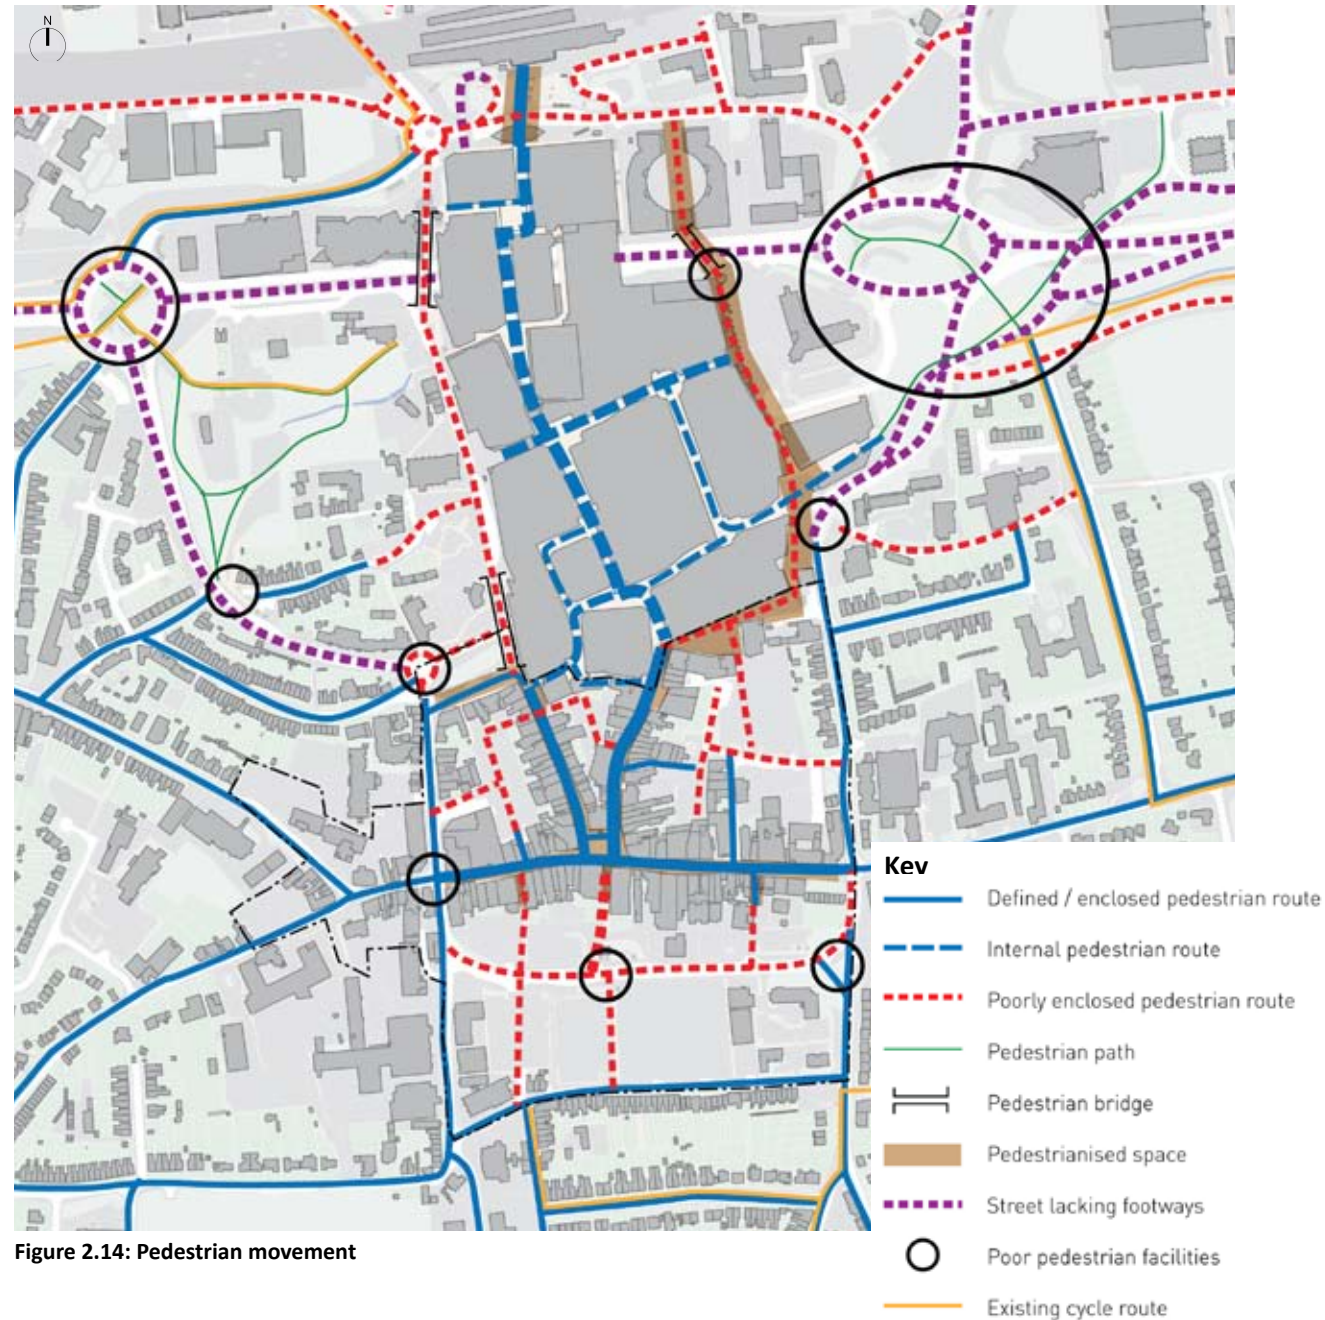 N
Key
Defined / enclosed pedestrian route
Internal pedestrian route
Poorly enclosed pedestrian route
Pedestrian path
Pedestrian bridge
Pedestrianised space
Street lacking footways
Poor pedestrian facilities
Existing cycle route
Figure 2.14: Pedestrian movement